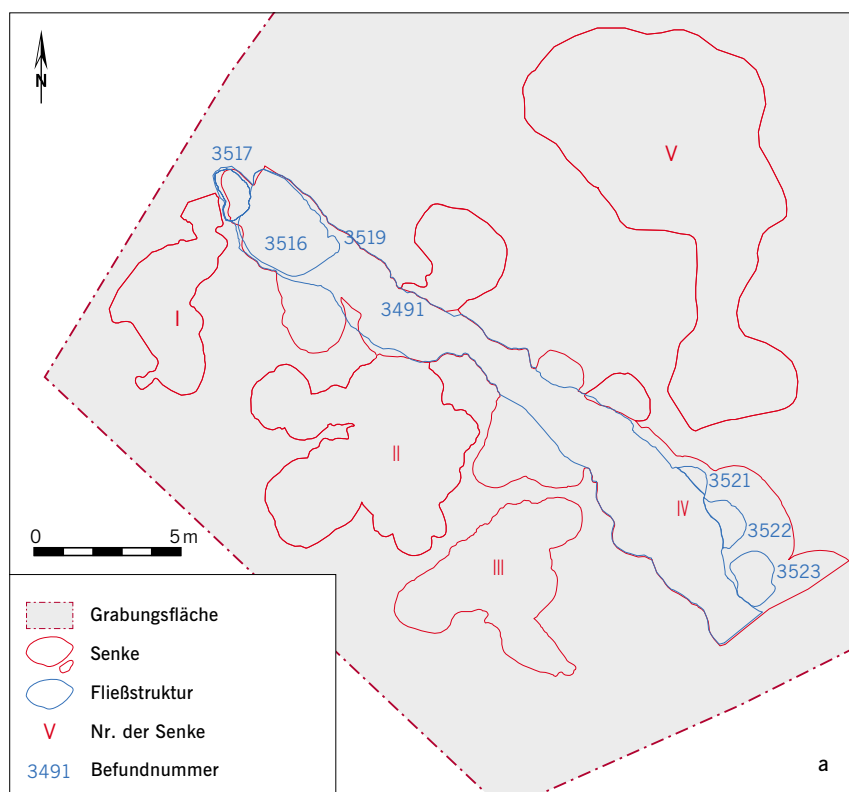 N
3517
V
3516
3519
3491
I
II
3521
IV
3522
0 5 m
III
3523
Grabungsfläche
Senke
Fließstruktur
V Nr. der Senke
3491 Befundnummer
a